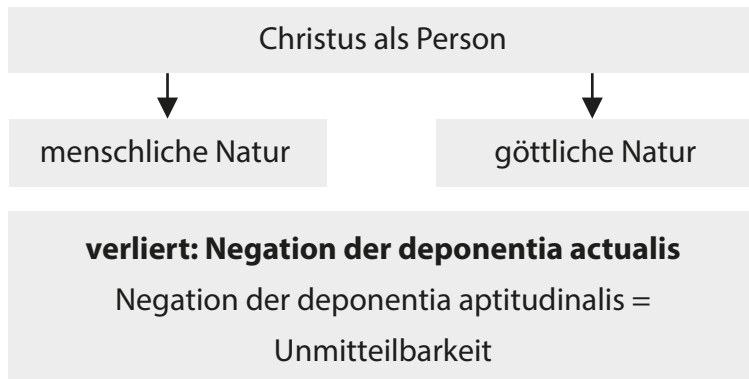 Christus als Person
menschliche Natur
göttliche Natur
verliert: Negation der deponentia actualis
Negation der deponentia aptitudinalis =
Unmitteilbarkeit